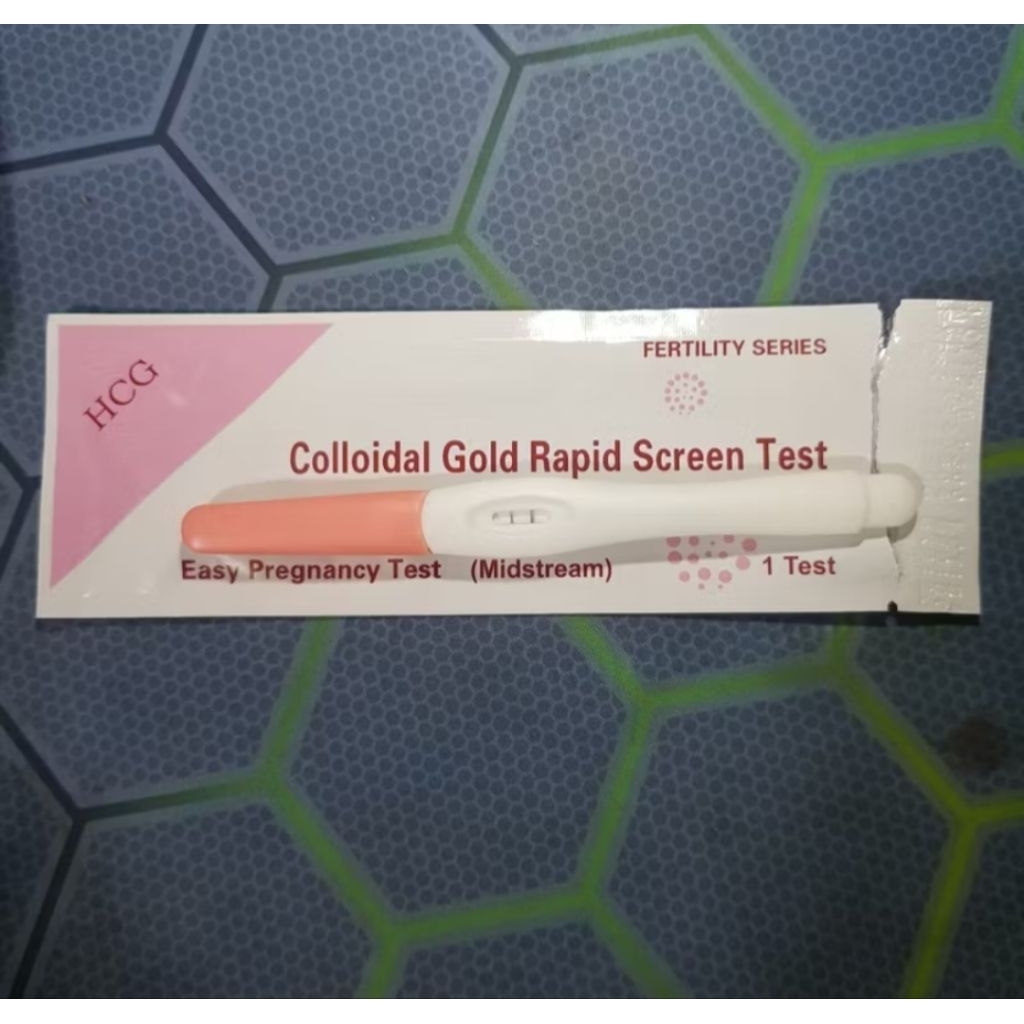 HCG
FERTILITY SERIES
Colloidal Gold Rapid Screen Test
Easy Pregnancy Test (Midstream)
1 Test